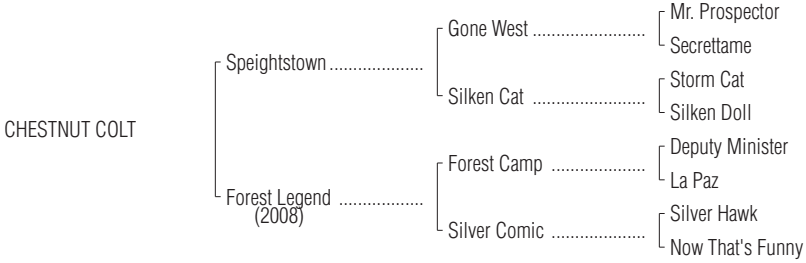 Mr. Prospector
Gone West ........................
Secrettame
Speightstown ....................
Storm Cat
Silken Cat ........................
Silken Doll
CHESTNUT COLT
Deputy Minister
Forest Camp ....................
La Paz
Forest Legend ..................
(2008)
Silver Hawk
Silver Comic ....................
Now That's Funny